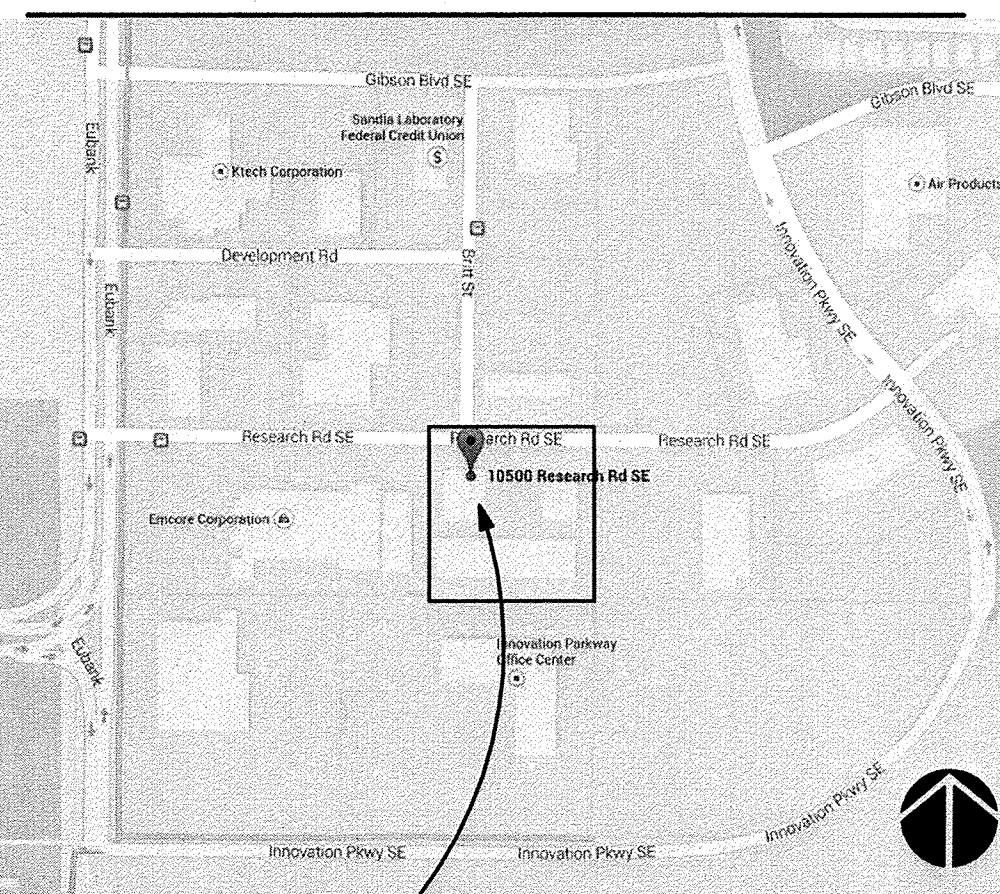 Gibson Blvd SE
Gibson Blvd SE
Sandia Laboratory
Federal Credit Union
$
Eubank
Ktech Corporation
Air Products
Development Rd
Britt St
Innovation Pkwy SE
Eubank
Innovation Pkwy SE
Research Rd SE
arch Rd SE
Research Rd SE
10500 Research Rd SE
Emcore Corporation
Eubank
Innovation Parkway
Office Center
Innovation Pkwy SE
Innovation Pkwy SE
Innovation Pkwy SE